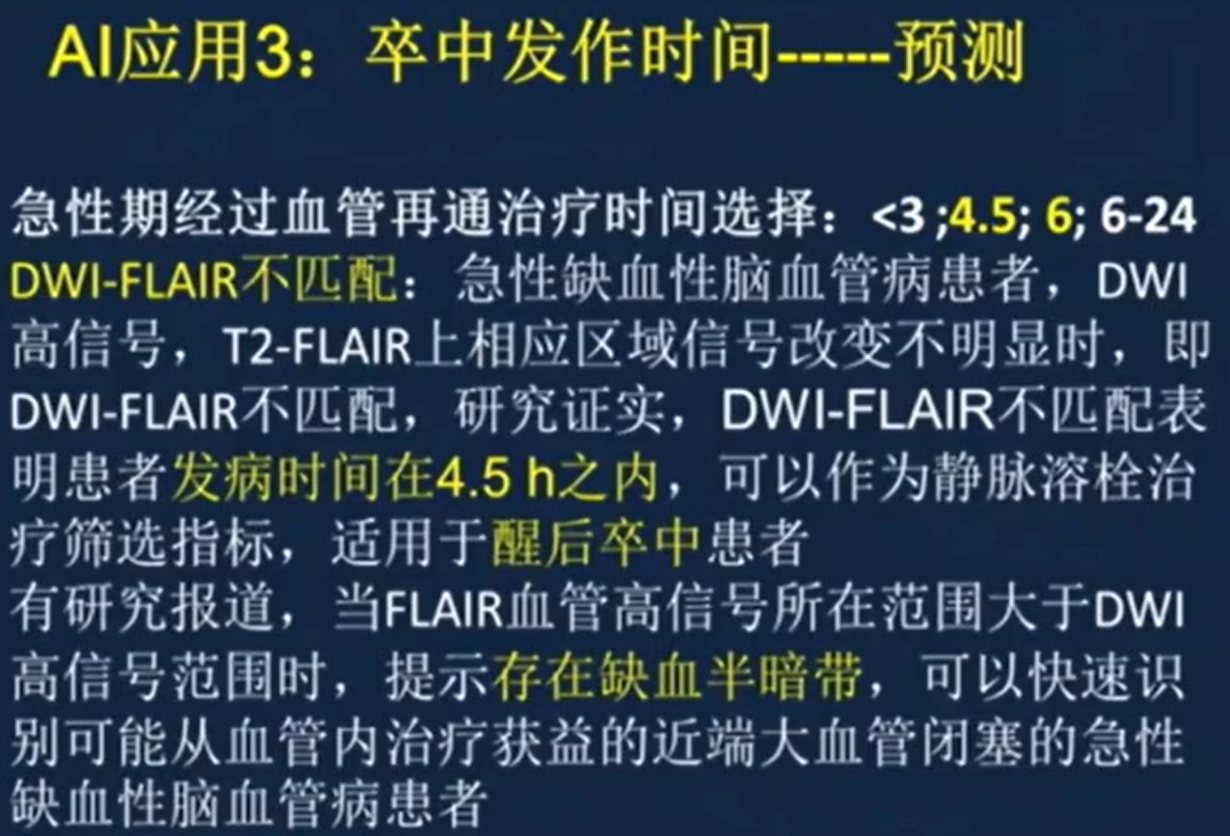 AI应用3：卒中发作时间-----预测
急性期经过血管再通治疗时间选择：<3 ;4.5; 6; 6-24
DWI-FLAIR不匹配：急性缺血性脑血管病患者，DWI
高信号，T2-FLAIR上相应区域信号改变不明显时，即
DWI-FLAIR不匹配，研究证实，DWI-FLAIR不匹配表
明患者发病时间在4.5 h之内，可以作为静脉溶栓治
疗筛选指标，适用于醒后卒中患者
有研究报道，当FLAIR血管高信号所在范围大于DWI
高信号范围时，提示存在缺血半暗带，可以快速识
别可能从血管内治疗获益的近端大血管闭塞的急性
缺血性脑血管病患者